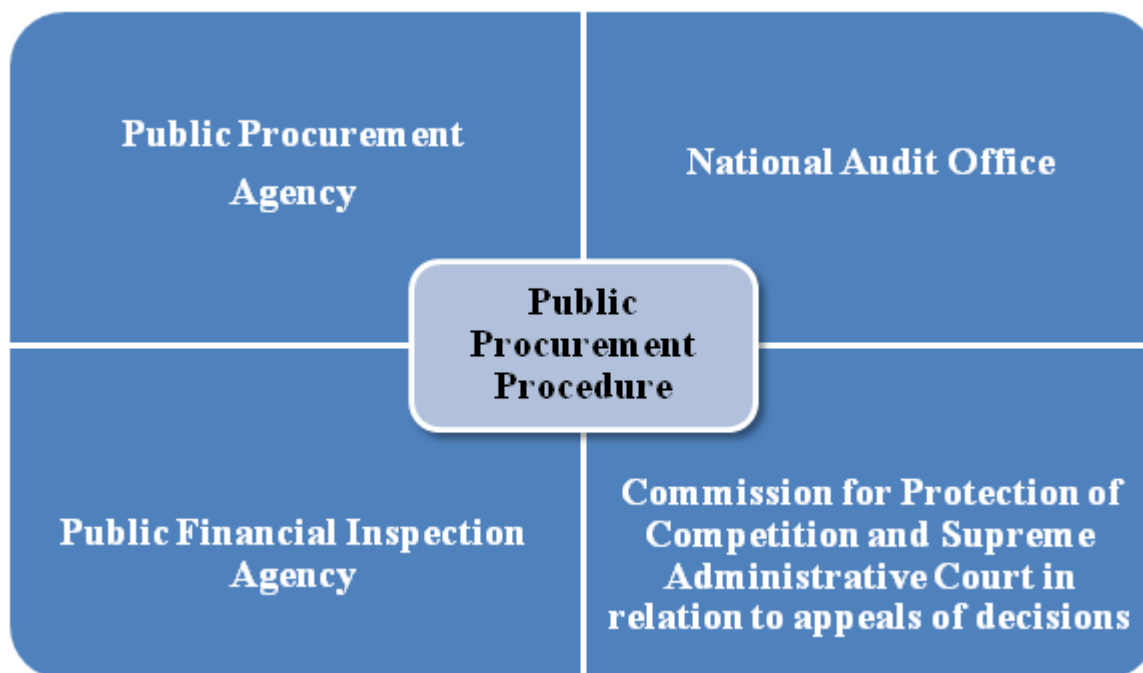 Public Procurement
Agency
National Audit Office
Public
Procurement
Procedure
Public Financial Inspection
Agency
Commission for Protection of
Competition and Supreme
Administrative Court in
relation to appeals of decisions